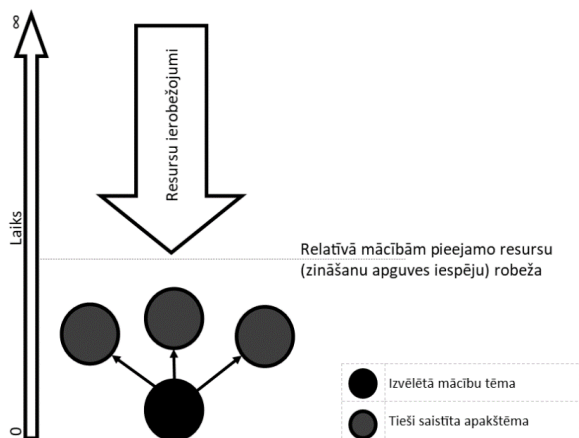 ∞
Resursu ierobežojumi
Laiks
Relatīvā mācībām pieejamo resursu
(zināšanu apguves iespēju) robeža
Izvēlētā mācību tēma
Tieši saistīta apakštēma
0